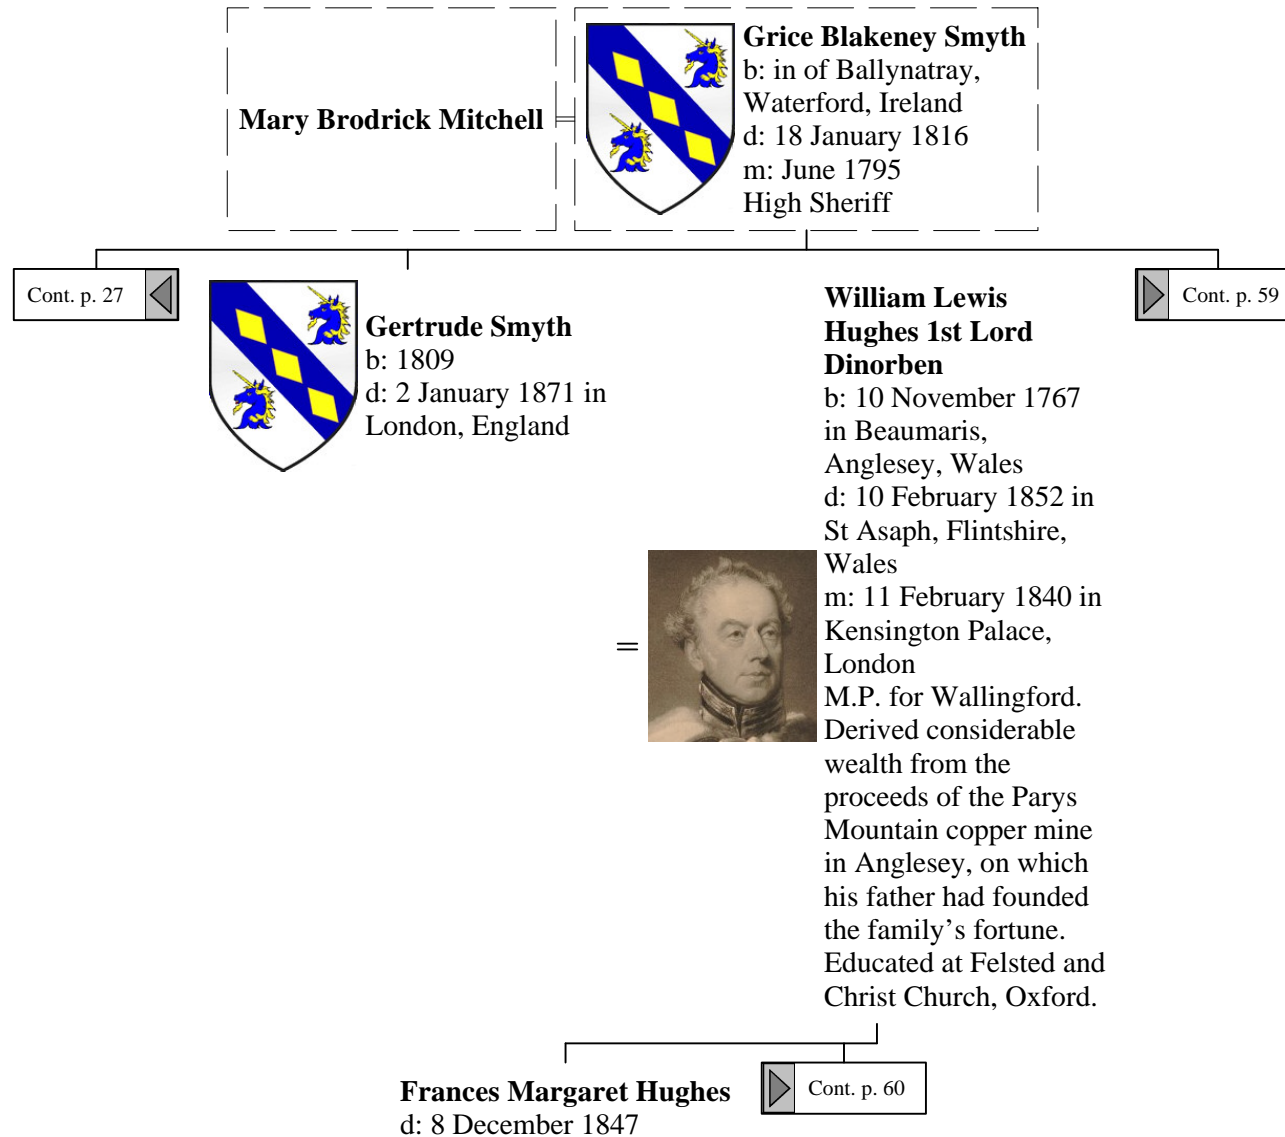 Mary Brodrick Mitchell
=
Grice Blakeney Smyth
b: in of Ballynatray,
Waterford, Ireland
d: 18 January 1816
m: June 1795
High Sheriff
Cont. p. 27
Gertrude Smyth
b: 1809
d: 2 January 1871 in
London, England
=
William Lewis
Hughes 1st Lord
Dinorben
b: 10 November 1767
in Beaumaris,
Anglesey, Wales
d: 10 February 1852 in
St Asaph, Flintshire,
Wales
m: 11 February 1840 in
Kensington Palace,
London
M.P. for Wallingford.
Derived considerable
wealth from the
proceeds of the Parys
Mountain copper mine
in Anglesey, on which
his father had founded
the family’s fortune.
Educated at Felsted and
Christ Church, Oxford.
Cont. p. 59
Frances Margaret Hughes
d: 8 December 1847
Cont. p. 60